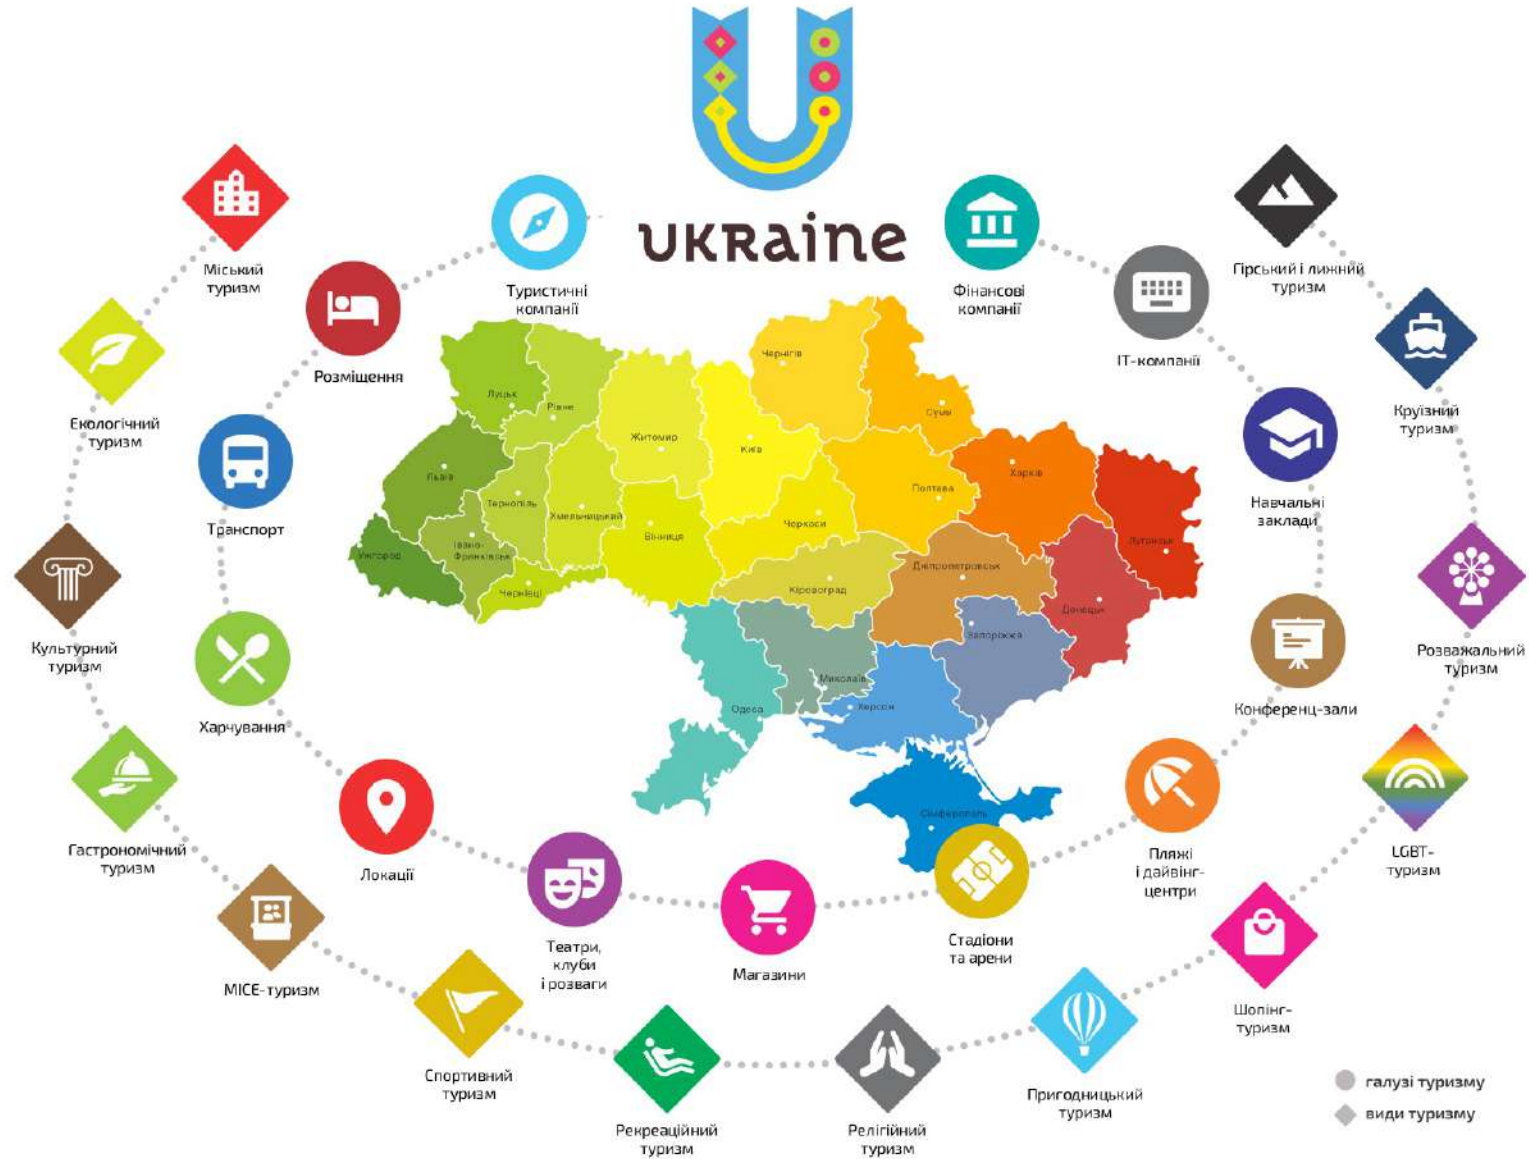 UKRaine
Міський
туризм
Туристичні
компанії
Фінансові
компанії
Гірський і лижний
туризм
Розміщення
ІТ-компанії
Екологічний
туризм
Круїзний
туризм
Транспорт
Навчальні
заклади
Культурний
туризм
Розважальний
туризм
Харчування
Конференц-зали
Гастрономічний
туризм
Локації
Пляжі
і дайвінг-
центри
LGBT-
туризм
MICE-туризм
Театри,
клуби
і розваги
Магазини
Стадіони
та арени
Шопінг-
туризм
Спортивний
туризм
Рекреаційний
туризм
Релігійний
туризм
Пригодницький
туризм
галузі туризму
види туризму
Луцьк
Рівне
Житомир
Київ
Чернігів
Суми
Львів
Тернопіль
Хмельницький
Вінниця
Черкаси
Полтава
Харків
Луганськ
Ужгород
Івано-
Франківськ
Чернівці
Кіровоград
Дніпропетровськ
Донецьк
Запоріжжя
Миколаїв
Одеса
Херсон
Сімферополь